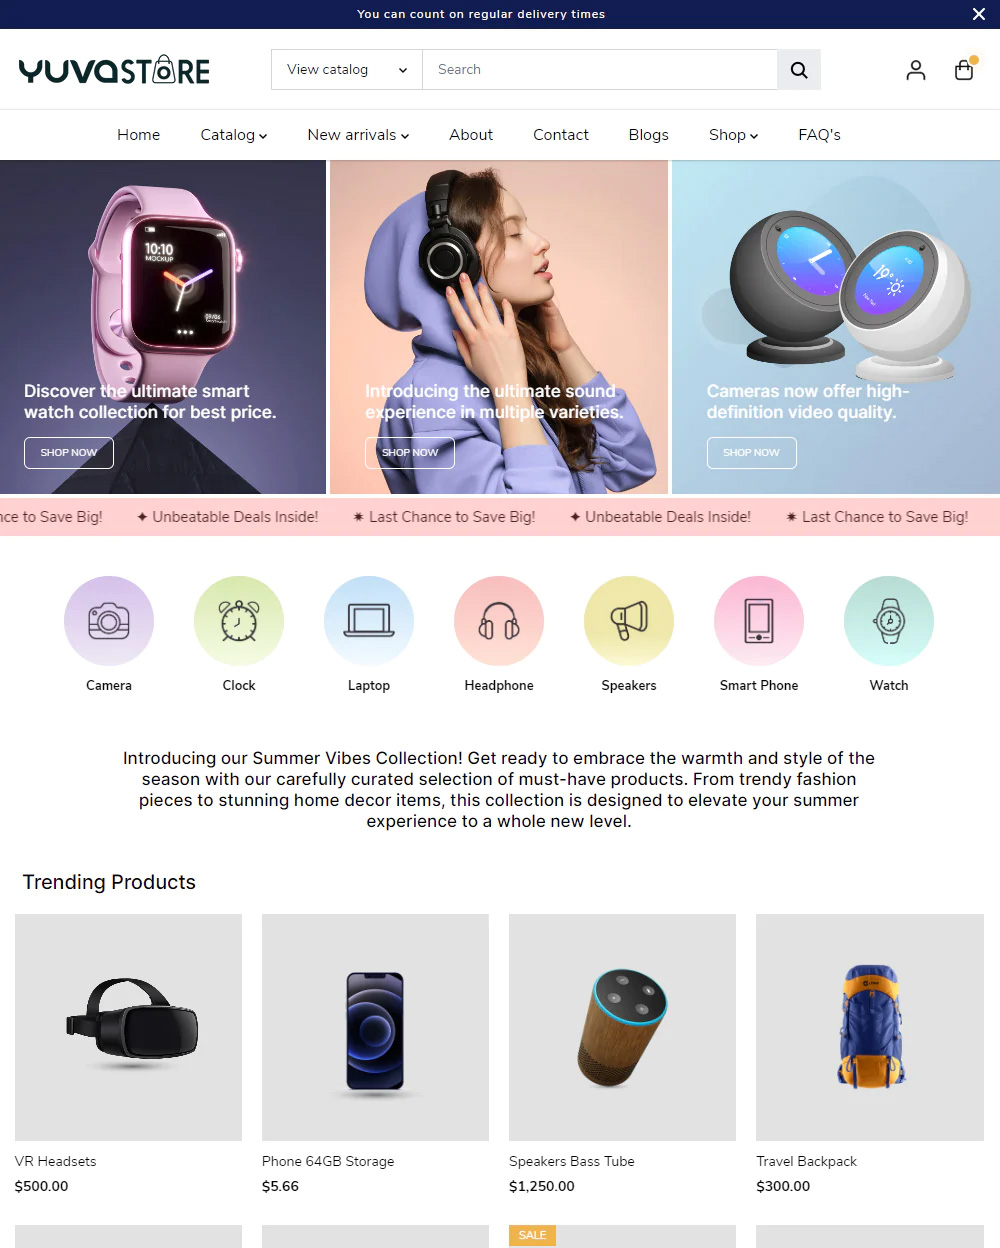 You can count on regular delivery times
YUVASTORE
View catalog
Search
Home
Catalog
New arrivals
About
Contact
Blogs
Shop
FAQ's
10:10
MOCKUP
Discover the ultimate smart
watch collection for best price.
SHOP NOW
Introducing the ultimate sound
experience in multiple varieties.
SHOP NOW
19°
Cameras now offer high-
definition video quality.
SHOP NOW
nce to Save Big! ✦ Unbeatable Deals Inside! ✷ Last Chance to Save Big! ✦ Unbeatable Deals Inside! ✷ Last Chance to Save Big!
Camera
Clock
Laptop
Headphone
Speakers
Smart Phone
Watch
Introducing our Summer Vibes Collection! Get ready to embrace the warmth and style of the
season with our carefully curated selection of must-have products. From trendy fashion
pieces to stunning home decor items, this collection is designed to elevate your summer
experience to a whole new level.
Trending Products
VR Headsets
$500.00
Phone 64GB Storage
$5.66
Speakers Bass Tube
$1,250.00
Travel Backpack
$300.00
SALE